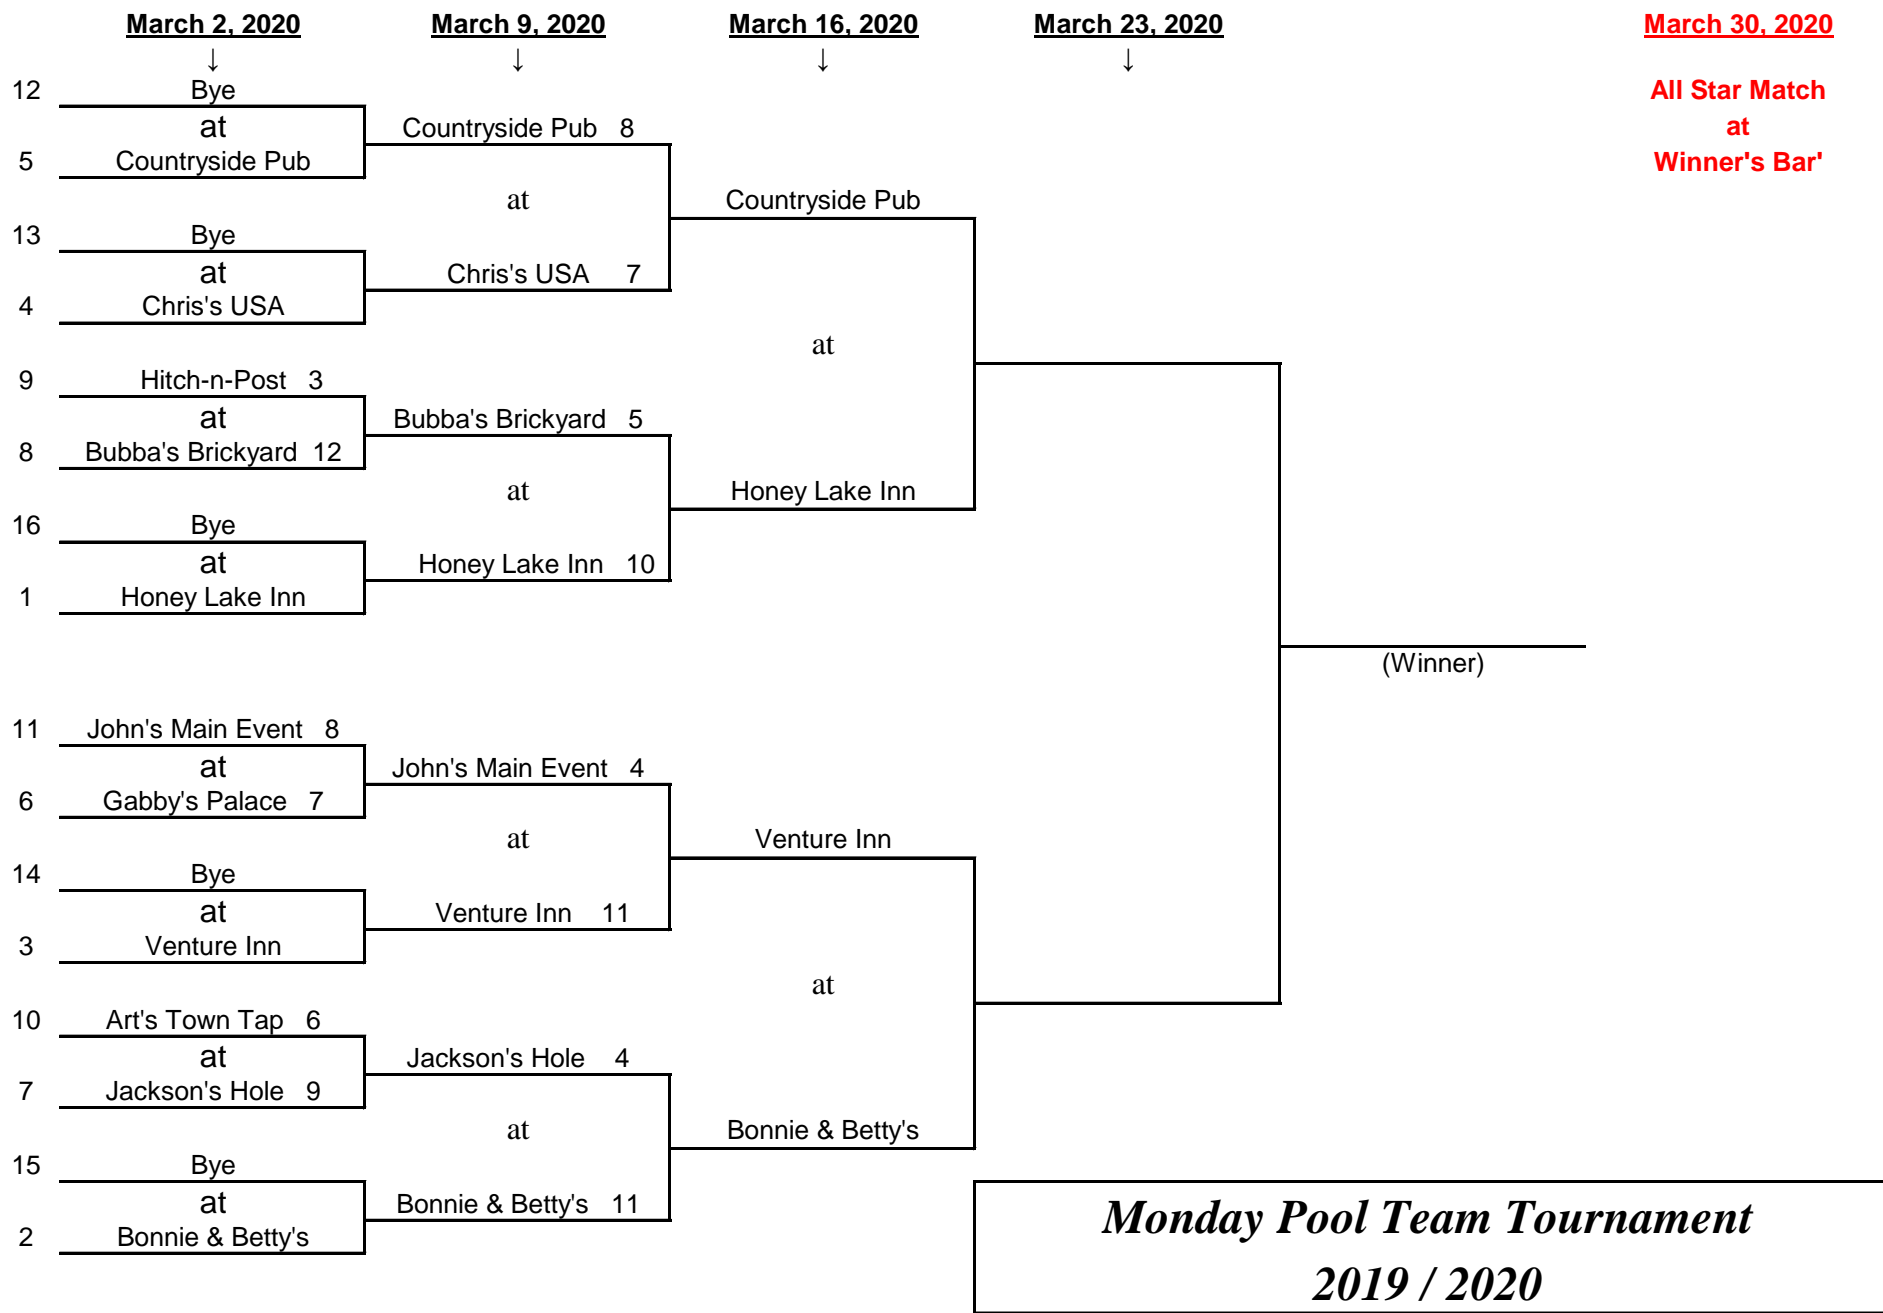 March 2, 2020 March 9, 2020 March 16, 2020 March 23, 2020 March 30, 2020
↓ ↓ ↓ ↓
12 Bye
All Star Match
at
Countryside Pub 8
at
5 Countryside Pub
Winner's Bar'
at
Countryside Pub
13 Bye
at
Chris's USA 7
4 Chris's USA
at
9 Hitch-n-Post 3
at
Bubba's Brickyard 5
8 Bubba's Brickyard 12
at
Honey Lake Inn
16 Bye
at
Honey Lake Inn 10
1 Honey Lake Inn
(Winner)
11 John's Main Event 8
at
John's Main Event 4
6 Gabby's Palace 7
at
Venture Inn
14 Bye
at
Venture Inn 11
3 Venture Inn
at
10 Art's Town Tap 6
at
Jackson's Hole 4
7 Jackson's Hole 9
at
Bonnie & Betty's
15 Bye
at
Bonnie & Betty's 11
2 Bonnie & Betty's
Monday Pool Team Tournament
2019 / 2020